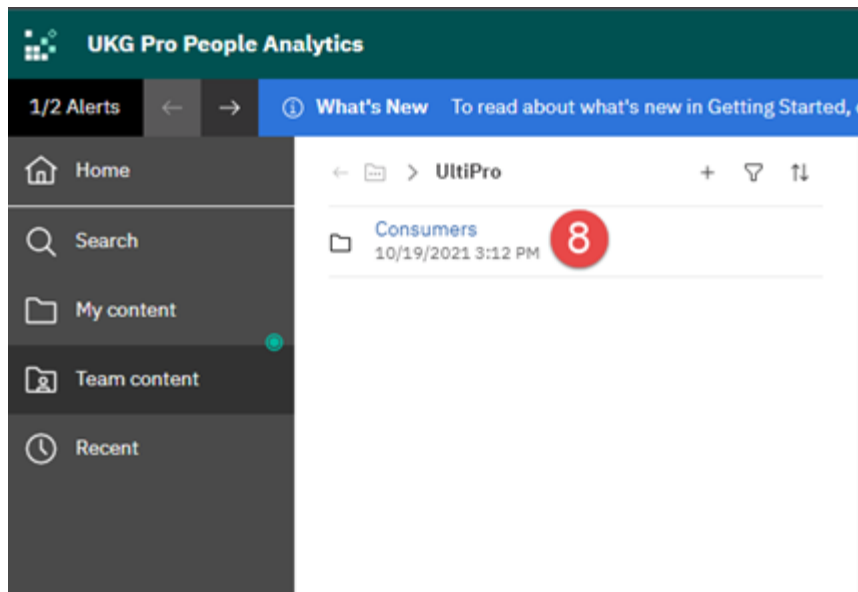 UKG Pro People Analytics
1/2 Alerts ← → What's New To read about what's new in Getting Started,
Home
← > UltiPro + ↑↓
Search
Consumers
10/19/2021 3:12 PM
8
My content
Team content
Recent